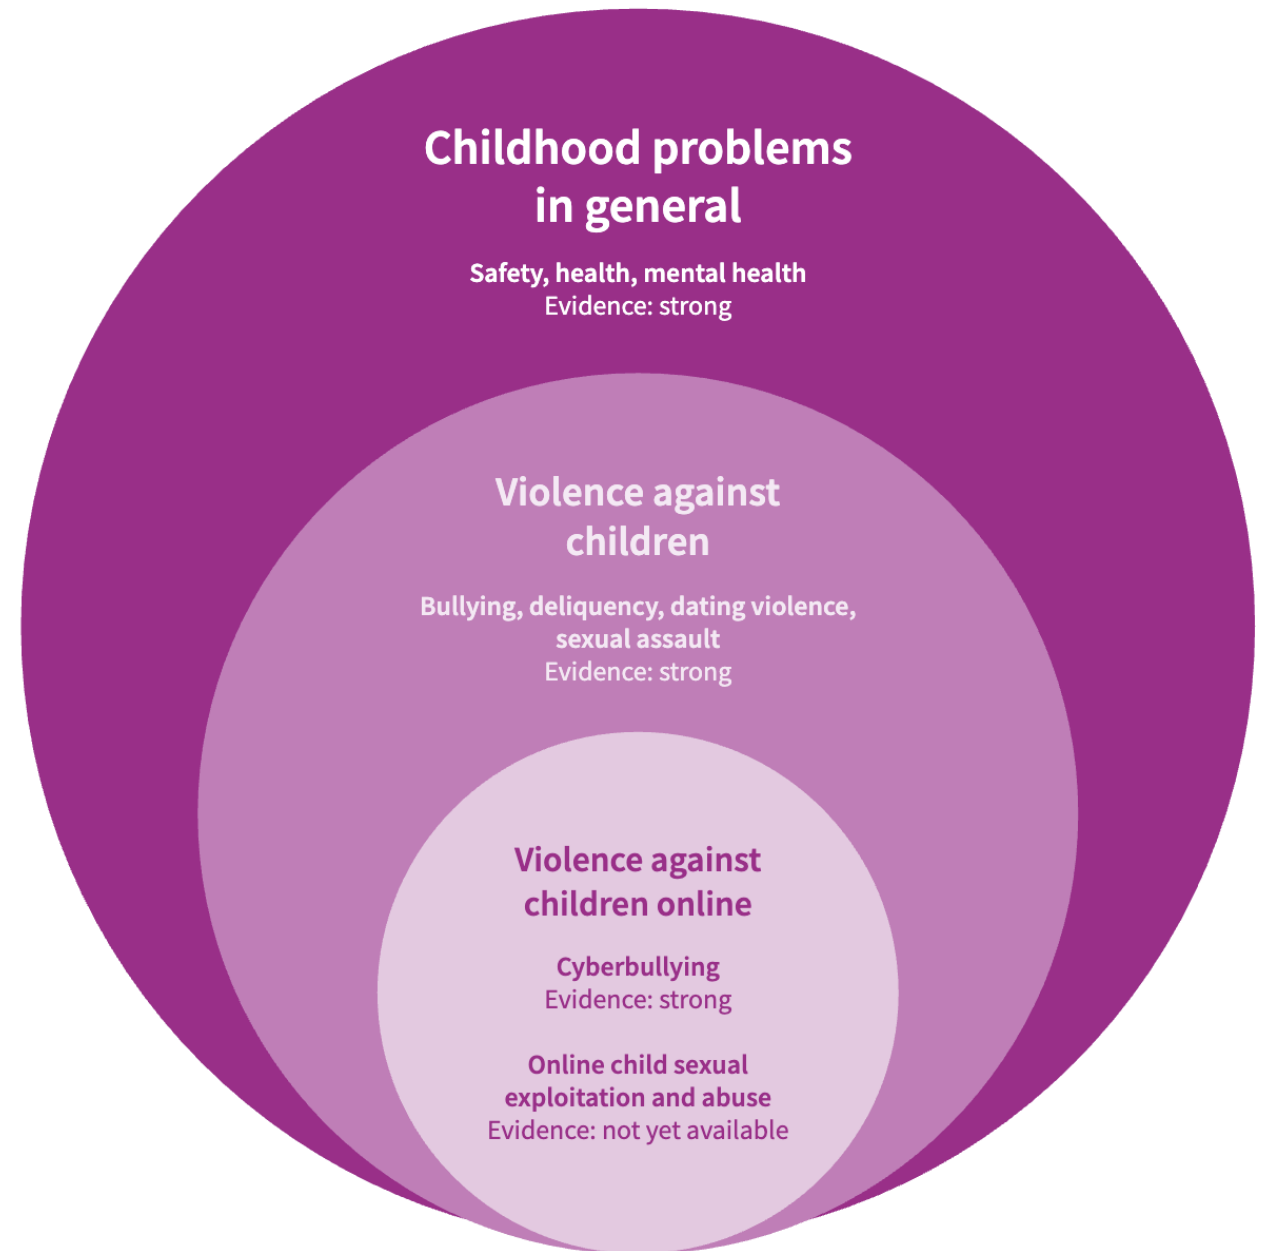 Childhood problems
in general
Safety, health, mental health
Evidence: strong
Violence against
children
Bullying, deliquency, dating violence,
sexual assault
Evidence: strong
Violence against
children online
Cyberbullying
Evidence: strong
Online child sexual
exploitation and abuse
Evidence: not yet available